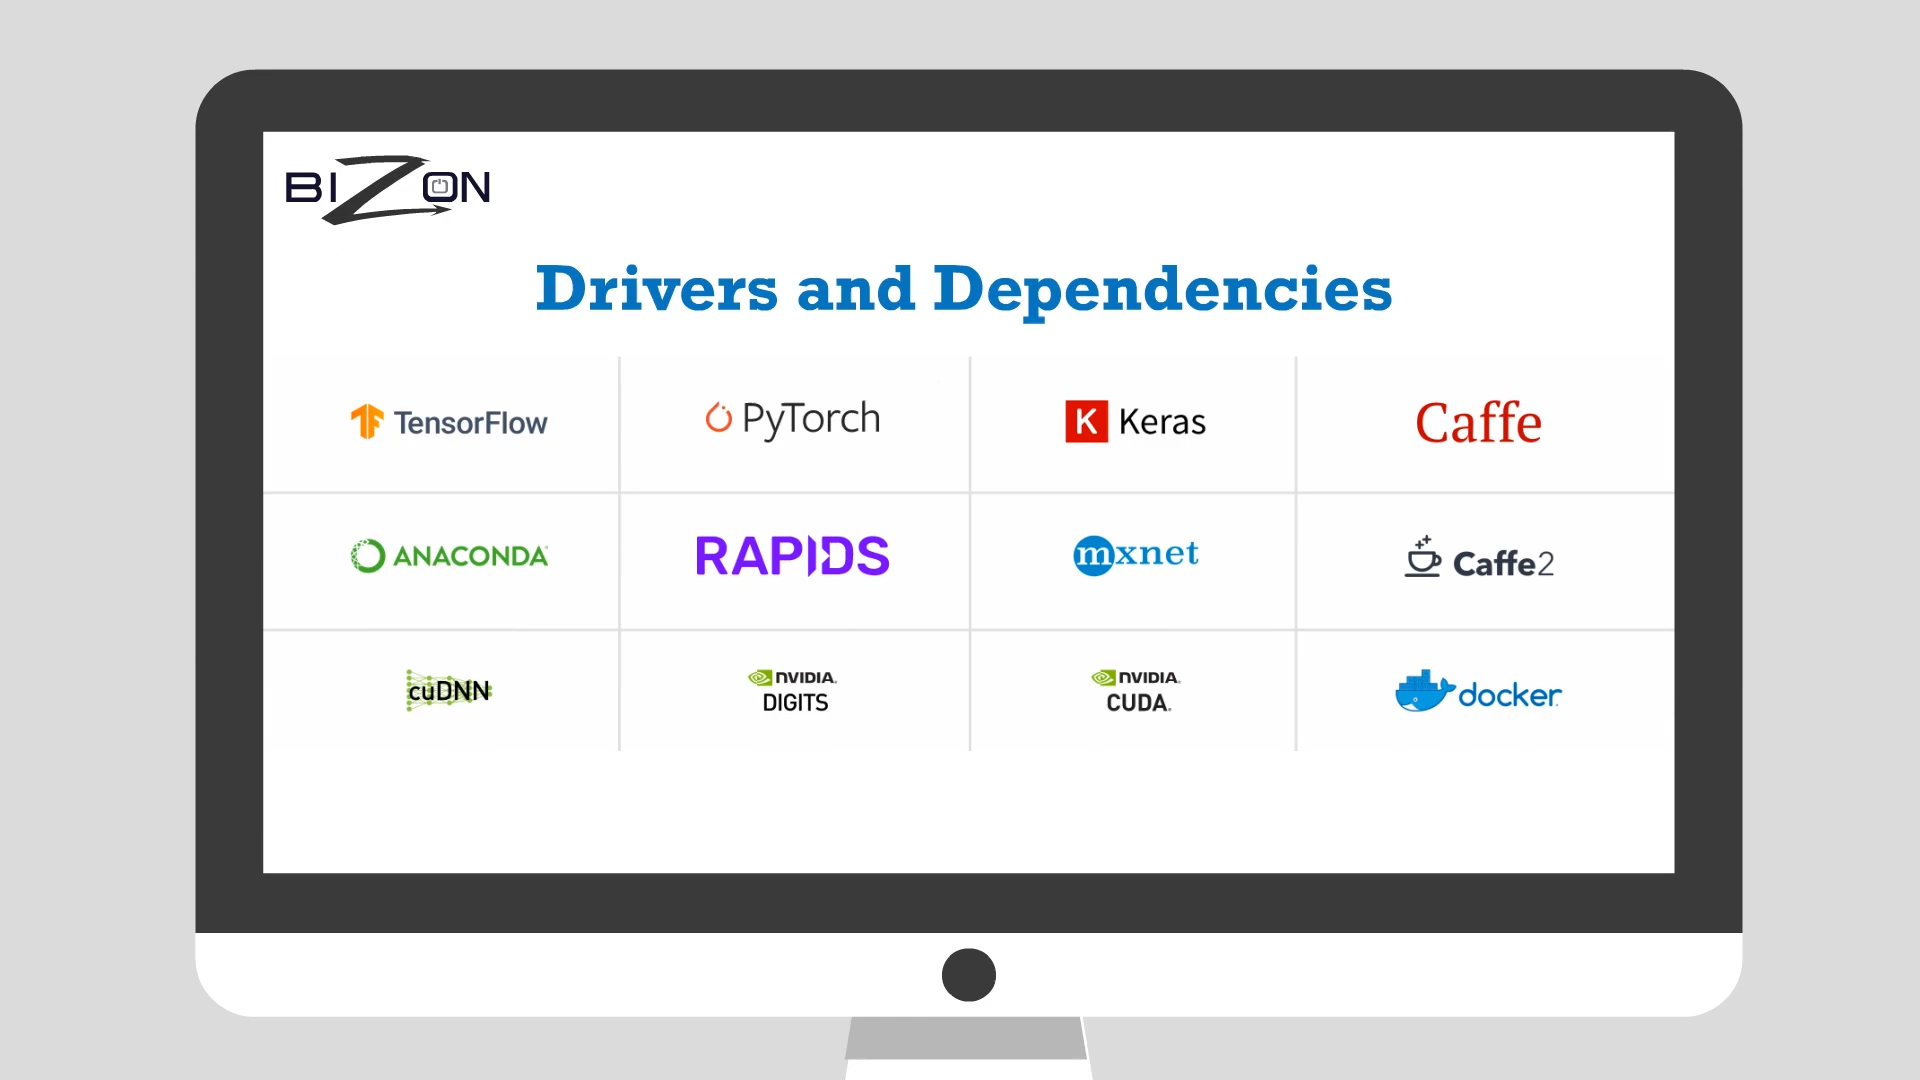 BIZON
Drivers and Dependencies
TensorFlow
PyTorch
K Keras
Caffe
ANACONDA
RAPIDS
mxnet
Caffe2
cuDNN
NVIDIA.
DIGITS
NVIDIA.
CUDA.
docker